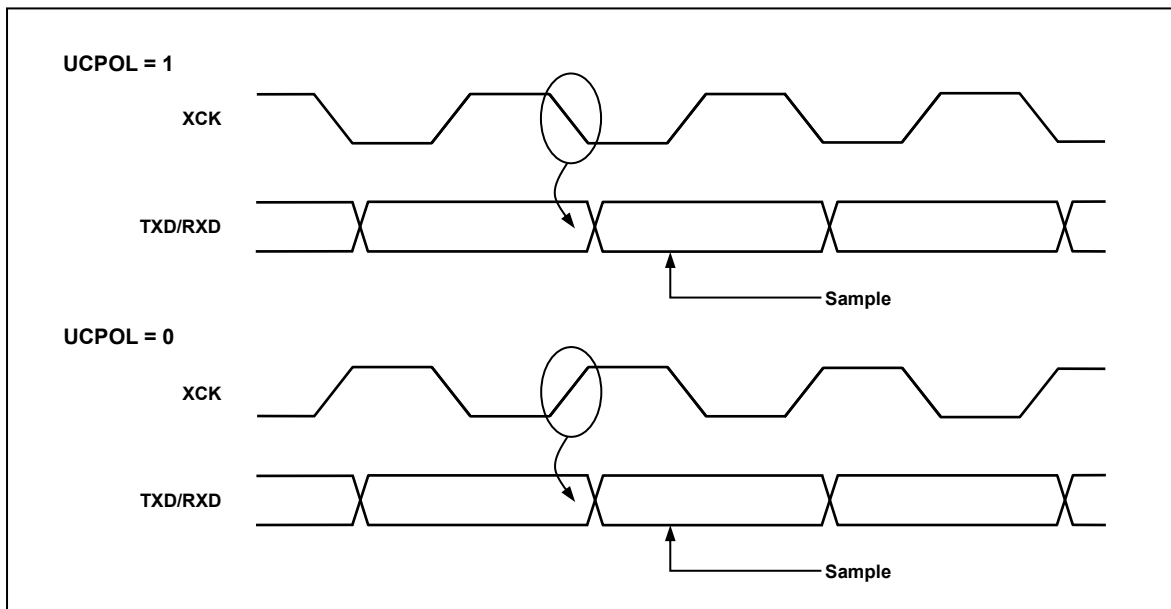 UCPOL = 1
XCK
TXD/RXD
Sample
UCPOL = 0
XCK
TXD/RXD
Sample